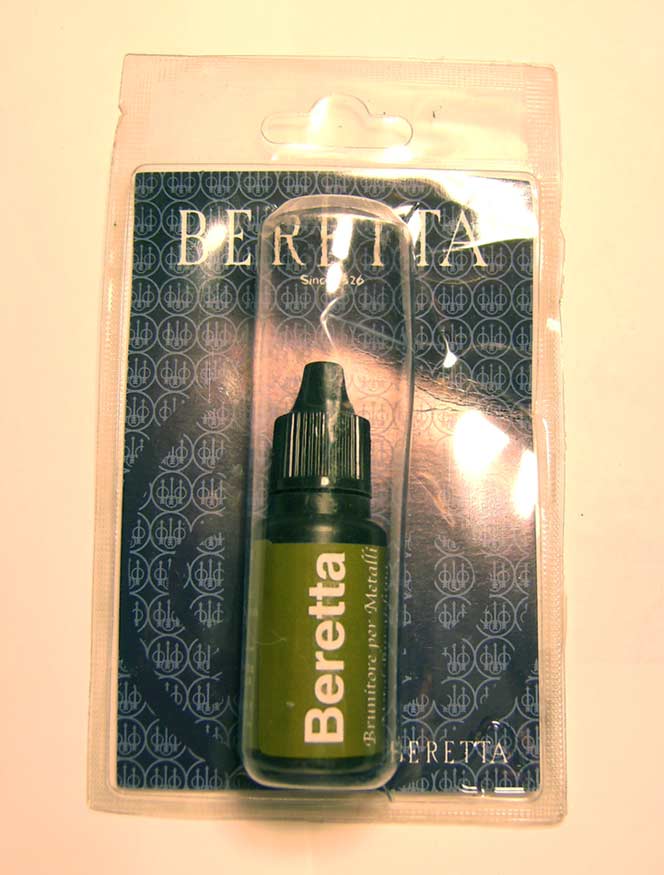 BERETTA
Since 1526
Beretta
Brunitore per Metalli
BERETTA